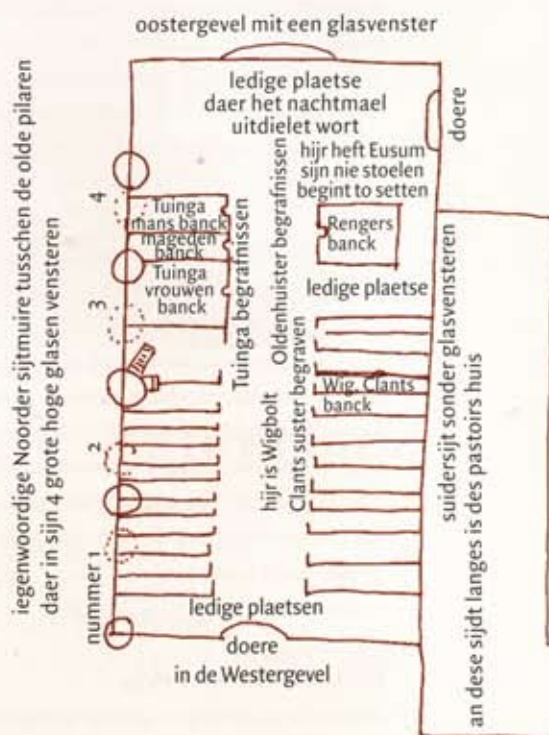 oostergevel mit een glasvenster
ledige plaetse
daer het nachtmael
uitdielet wort
doere
hijr heft Eusum
sijn nie stoelen
begint to setten
iegenwoordige Noorder sijtmuire tusschen de olde pilaren
daer in sijn 4 grote hoge glasen vensteren
4
Tuinga
mans banck
mageden
banck
Tuinga
vrouwen
banck
Tuinga begrafnissen
Oldenhuister begrafnissen
Rengers
banck
ledige plaetse
3
Wig. Clants
banck
hijr is Wigbolt
Clants suster begraven
2
nummer 1
suidersijt sonder glasvensteren
an dese sijdt langes is des pastoirs huis
ledige plaetsen
doere
in de Westergevel